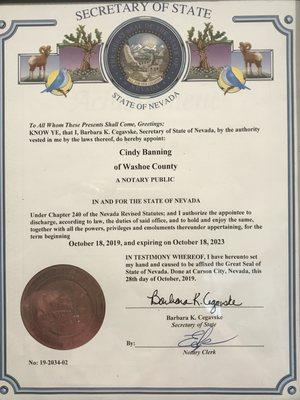 SECRETARY OF STATE
STATE OF NEVADA
To All Whom These Presents Shall Come, Greetings:
KNOW YE, that I, Barbara K. Cegavske, Secretary of State of Nevada, by the authority
vested in me by the laws thereof, do hereby appoint:
Cindy Banning
of Washoe County
A NOTARY PUBLIC
IN AND FOR THE STATE OF NEVADA
Under Chapter 240 of the Nevada Revised Statutes; and I authorize the appointee to
discharge, according to law, the duties of said office, and to hold and enjoy the same,
together with all the powers, privileges and emoluments thereunder appertaining, for the
term beginning
October 18, 2019, and expiring on October 18, 2023
IN TESTIMONY WHEREOF, I have hereunto set
my hand and caused to be affixed the Great Seal of
State of Nevada. Done at Carson City, Nevada, this
28th day of October, 2019.
Barbara K. Cegavske
Barbara K. Cegavske
Secretary of State
By:
Notary Clerk
No: 19-2034-02